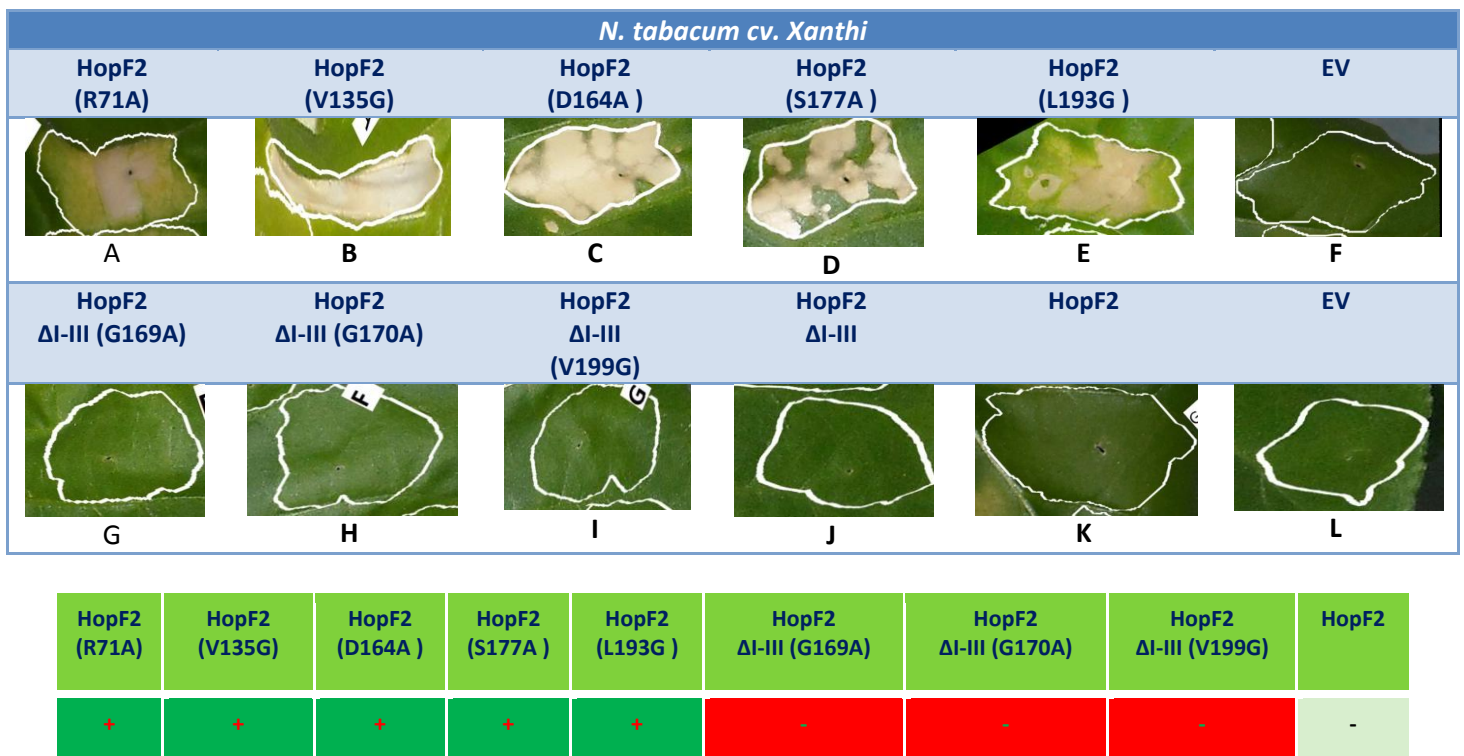 N. tabacum cv. Xanthi
HopF2 HopF2 HopF2 HopF2 HopF2 EV
(R71A) (V135G) (D164A ) (S177A ) (L193G )
A B C D E F
HopF2 HopF2 HopF2 HopF2 HopF2 EV
ΔI-III (G169A) ΔI-III (G170A) ΔI-III ΔI-III
(V199G)
F G G
G H I J K L
HopF2 HopF2 HopF2 HopF2 HopF2 HopF2 HopF2 HopF2 HopF2
(R71A) (V135G) (D164A ) (S177A ) (L193G ) ΔI-III (G169A) ΔI-III (G170A) ΔI-III (V199G)
+ + + + + - - - -